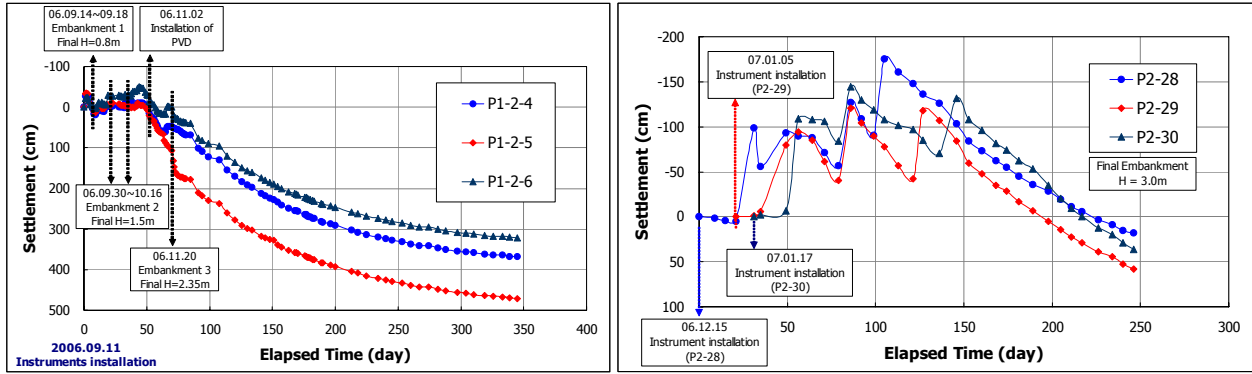 06.09.14~09.18
Embankment 1
Final H=0.8m
06.11.02
Installation of
PVD
-100
0
100
200
300
400
500
Settlement (cm)
P1-2-4
P1-2-5
P1-2-6
06.09.30~10.16
Embankment 2
Final H=1.5m
06.11.20
Embankment 3
Final H=2.35m
0 50 100 150 200 250 300 350 400
2006.09.11
Instruments installation
Elapsed Time (day)
-200
-150
-100
-50
0
50
100
Settlement (cm)
07.01.05
Instrument installation
(P2-29)
P2-28
P2-29
P2-30
Final Embankment
H = 3.0m
07.01.17
Instrument installation
(P2-30)
0 50 100 150 200 250 300
06.12.15
Instrument installation
(P2-28)
Elapsed Time (day)